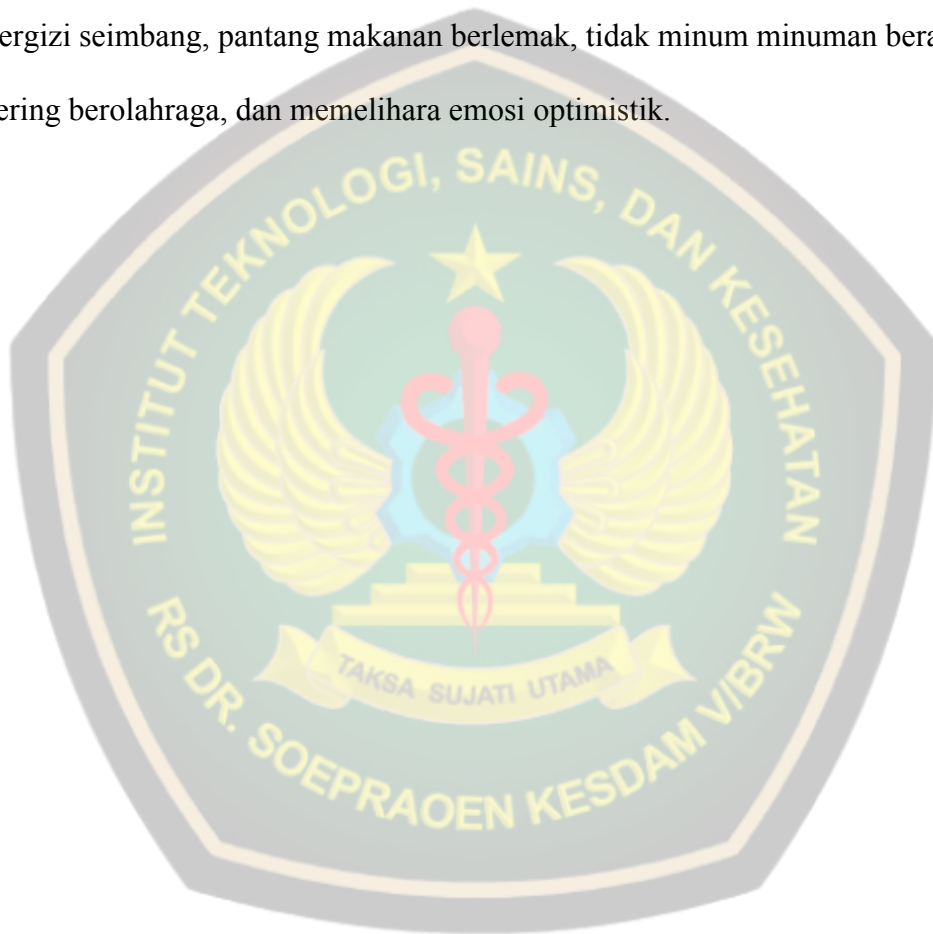 ergizi seimbang, pantang makanan berlemak, tidak minum minuman bera
ering berolahraga, dan memelihara emosi optimistik.
INSTITUT TEKNOLOGI, SAINS, DAN KESEHATAN
TAKSA SUJATI UTAMA
RS DR. SOEPRAOEN KESDAM V/BRW